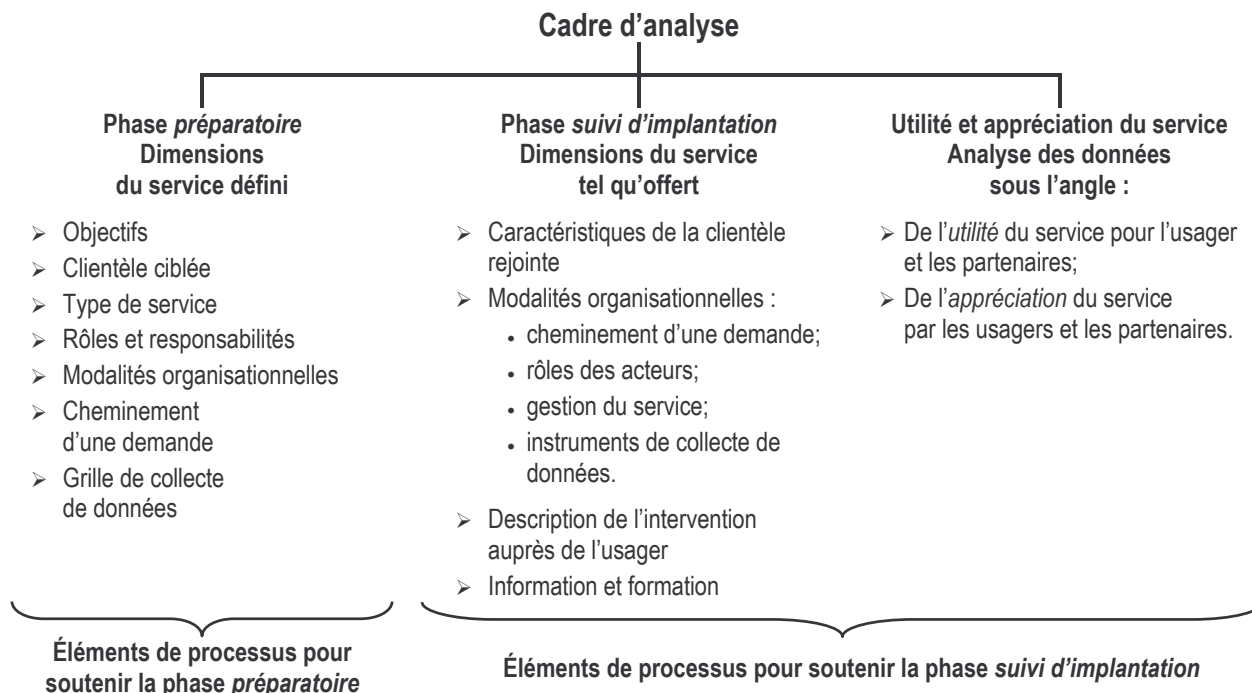 Cadre d’analyse
Phase préparatoire
Dimensions
du service défini
➢ Objectifs
➢ Clientèle ciblée
➢ Type de service
➢ Rôles et responsabilités
➢ Modalités organisationnelles
➢ Cheminement
d’une demande
➢ Grille de collecte
de données
Éléments de processus pour
soutenir la phase préparatoire
Phase suivi d’implantation
Dimensions du service
tel qu’offert
➢ Caractéristiques de la clientèle
rejointe
➢ Modalités organisationnelles :
• cheminement d’une demande;
• rôles des acteurs;
• gestion du service;
• instruments de collecte de
données.
➢ Description de l’intervention
auprès de l’usager
➢ Information et formation
Utilité et appréciation du service
Analyse des données
sous l’angle :
➢ De l’utilité du service pour l’usager
et les partenaires;
➢ De l’appréciation du service
par les usagers et les partenaires.
Éléments de processus pour soutenir la phase suivi d’implantation